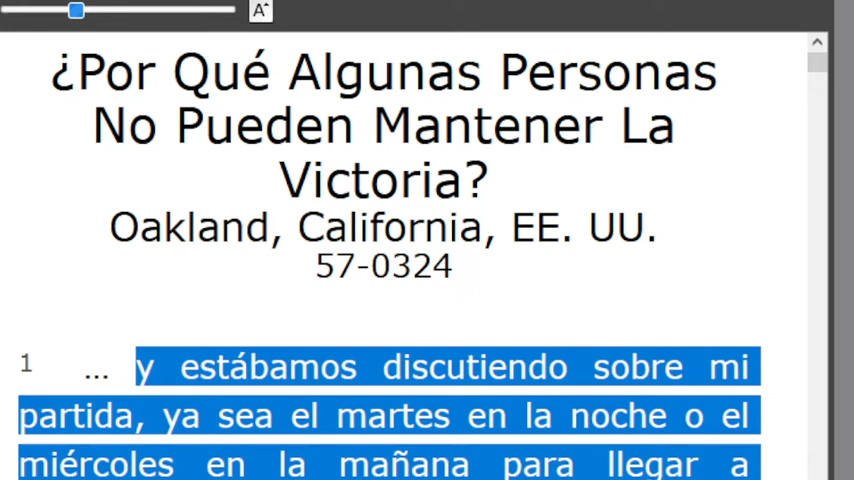 A
¿Por Qué Algunas Personas
No Pueden Mantener La
Victoria?
Oakland, California, EE. UU.
57-0324
1 ... y estábamos discutiendo sobre mi
partida, ya sea el martes en la noche o el
miércoles en la mañana para llegar a